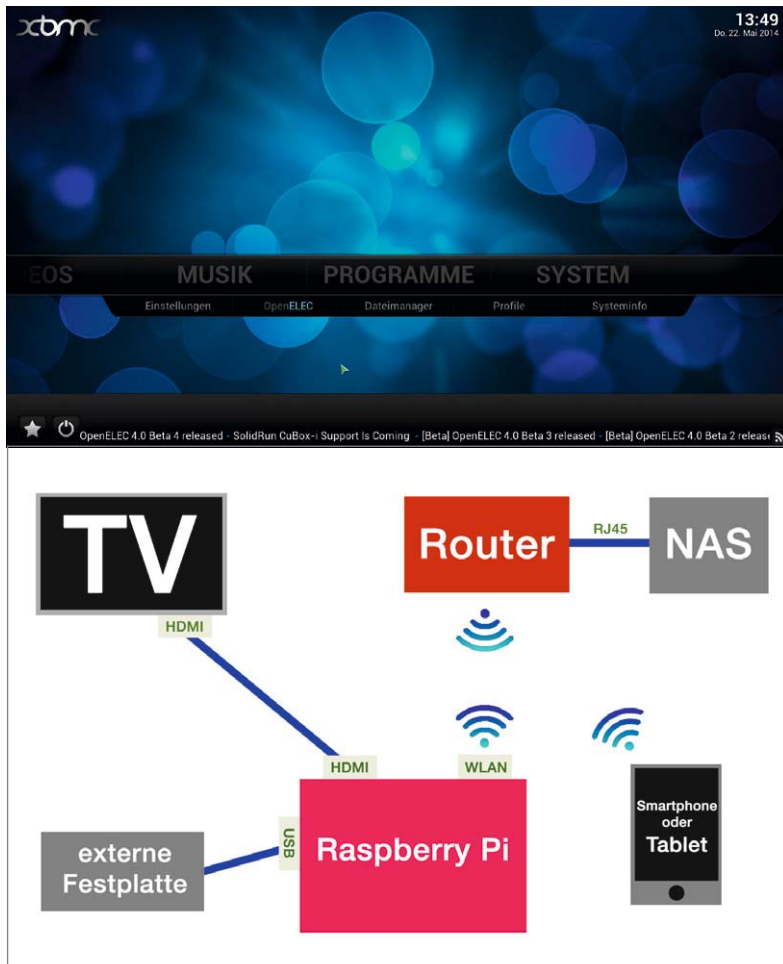 xbmc
13:49
Do, 22. Mai 2014
EOS MUSIK PROGRAMME SYSTEM
Einstellungen OpenELEC Dateimanager Profile Systeminfo
OpenELEC 4.0 Beta 4 released - SolidRun CuBox-i Support Is Coming - [Beta] OpenELEC 4.0 Beta 3 released - [Beta] OpenELEC 4.0 Beta 2 release
TV
HDMI
Router
RJ45
NAS
HDMI
WLAN
USB
Raspberry Pi
externe
Festplatte
Smartphone
oder
Tablet